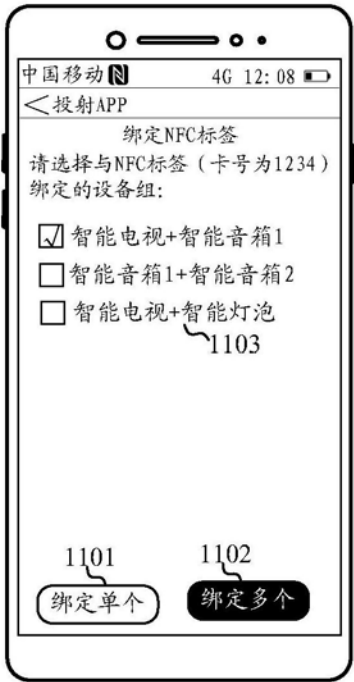 中国移动 4G 12:08
<投射APP
绑定NFC标签
请选择与NFC标签(卡号为1234)
绑定的设备组:
智能电视+智能音箱1
智能音箱1+智能音箱2
智能电视+智能灯泡
1103
1101 1102
绑定单个 绑定多个